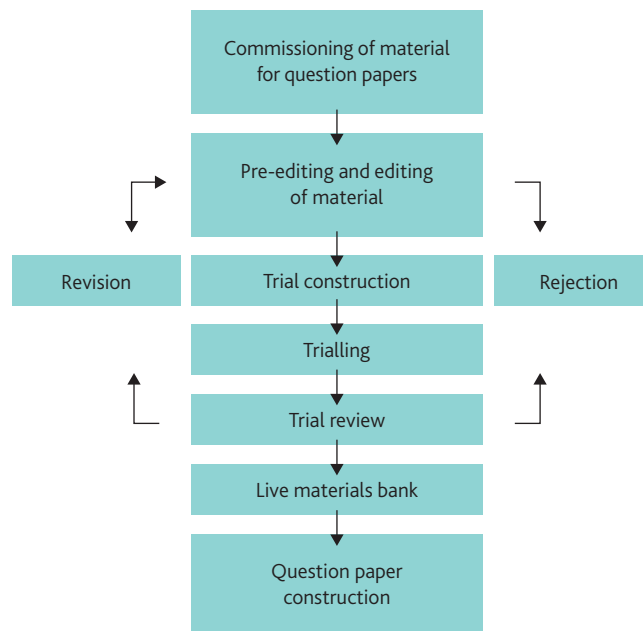 Commissioning of material
for question papers
Pre-editing and editing
of material
Revision
Trial construction
Rejection
Trialling
Trial review
Live materials bank
Question paper
construction